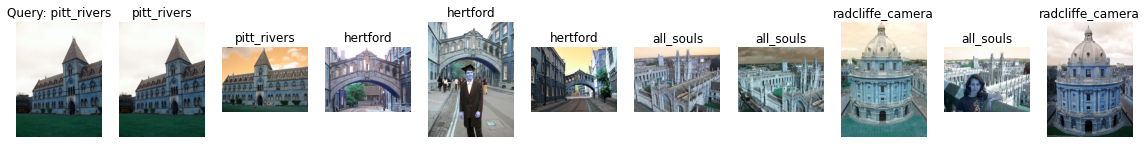 Query: pitt_rivers
pitt_rivers
pitt_rivers
hertford
hertford
hertford
all_souls
all_souls
radcliffe_camera
all_souls
radcliffe_camera